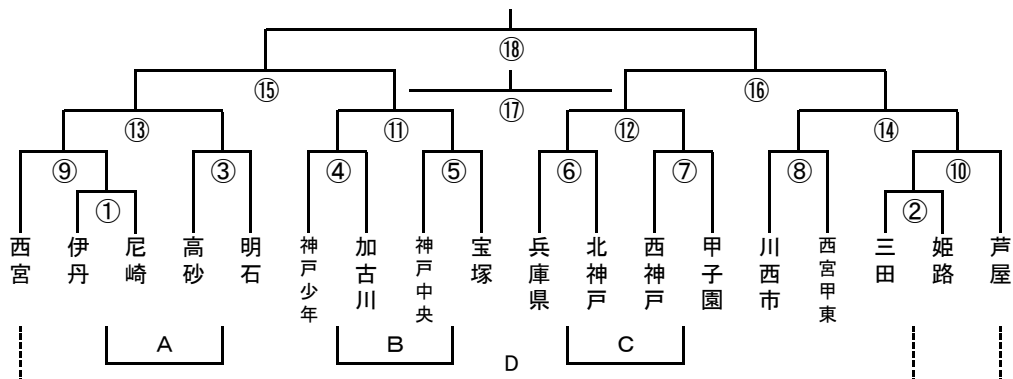 ⑱
⑮ ⑯
⑰
⑬ ⑪ ⑫ ⑭
⑨ ③ ④ ⑤ ⑥ ⑦ ⑧ ⑩
① ②
西宮
伊丹
尼崎
高砂
明石
神戸少年
加古川
神戸中央
宝塚
兵庫県
北神戸
西神戸
甲子園
川西市
西宮甲東
三田
姫路
芦屋
A B C
D